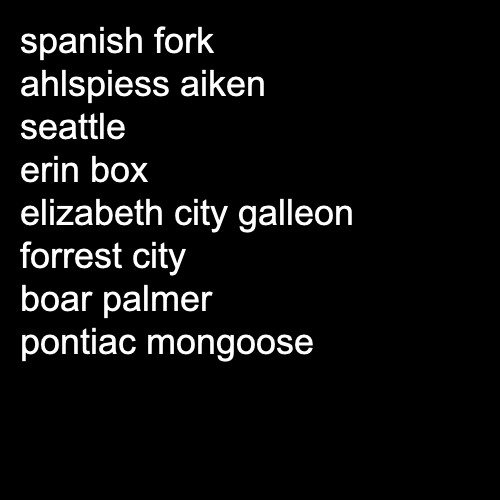 spanish fork
ahlspiess aiken
seattle
erin box
elizabeth city galleon
forrest city
boar palmer
pontiac mongoose